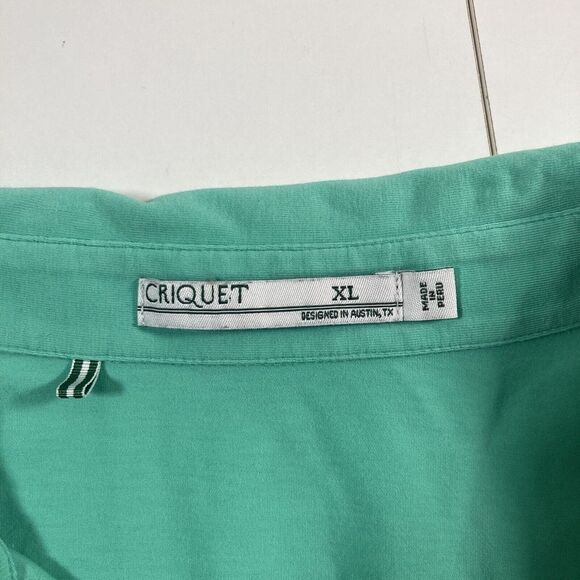 CRIQUET XL
DESIGNED IN AUSTIN, TX
MADE
IN
PERU